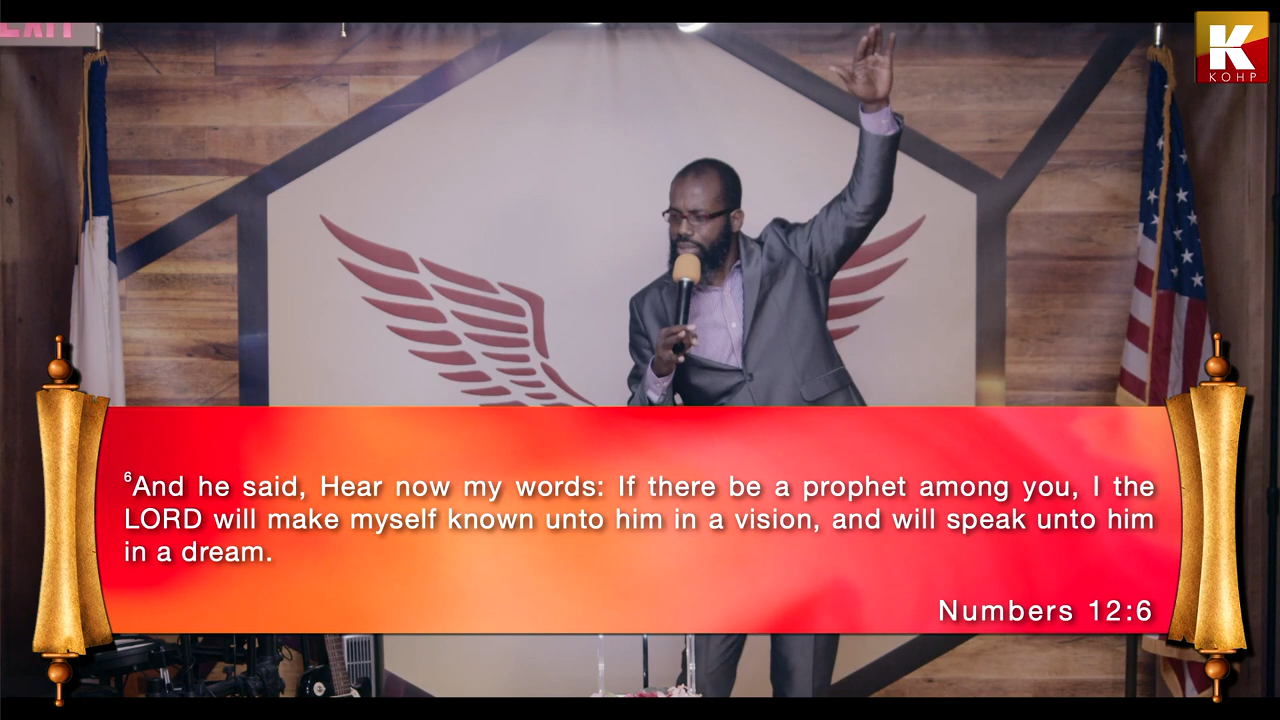 EXIT
K
KOHP
⁶And he said, Hear now my words: If there be a prophet among you, I the
LORD will make myself known unto him in a vision, and will speak unto him
in a dream.
Numbers 12:6